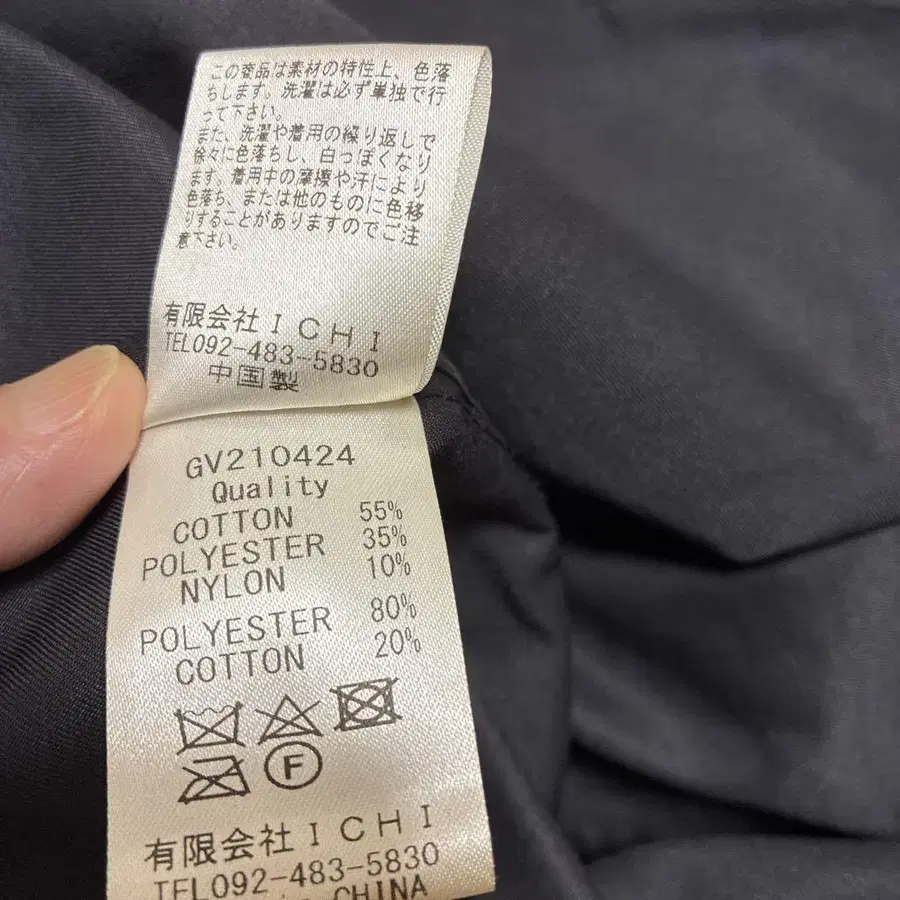 この商品は素材の特性上、色落
ちします。洗濯は必ず単独で行
って下さい。
また、洗濯や着用の繰り返しで
徐々に色落ちし、白っぽくなり
ます。着用中の摩擦や汗により
色落ち、または他のものに色移
りすることがありますのでご注
意下さい。
有限会社ICHI
TEL092-483-5830
中国製
GV210424
Quality
COTTON 55%
POLYESTER 35%
NYLON 10%
POLYESTER 80%
COTTON 20%
F
有限会社ICHI
TEL092-483-5830
CHINA